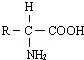 H
R-C-COOH
NH₂